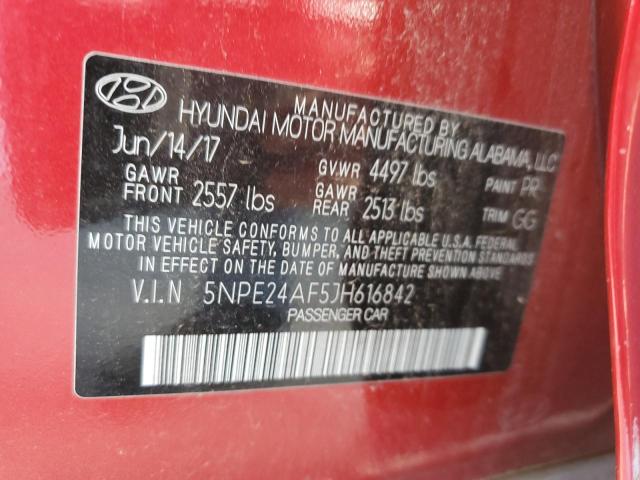 MANUFACTURED BY
HYUNDAI MOTOR MANUFACTURING ALABAMA, LLC
Jun/14/17
GVWR 4497 lbs
PAINT PR
GAWR FRONT 2557 lbs
GAWR REAR 2513 lbs
TRIM GG
THIS VEHICLE CONFORMS TO ALL APPLICABLE U.S.A. FEDERAL
MOTOR VEHICLE SAFETY, BUMPER, AND THEFT PREVENTION STANDARDS
IN EFFECT ON THE DATE OF MANUFACTURE SHOWN ABOVE.
V.I.N 5NPE24AF5JH616842
PASSENGER CAR